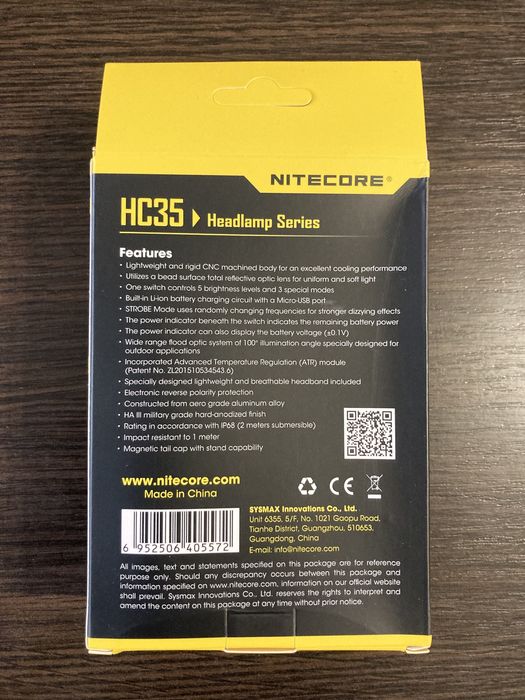 NITECORE®
HC35 Headlamp Series
Features
• Lightweight and rigid CNC machined body for an excellent cooling performance
• Utilizes a bead surface total reflective optic lens for uniform and soft light
• One switch controls 5 brightness levels and 3 special modes
• Built-in Li-ion battery charging circuit with a Micro-USB port
• STROBE Mode uses randomly changing frequencies for stronger dizzying effects
• The power indicator beneath the switch indicates the remaining battery power
• The power indicator can also display the battery voltage (±0.1V)
• Wide range flood optic system of 100° illumination angle specially designed for
outdoor applications
• Incorporated Advanced Temperature Regulation (ATR) module
(Patent No. ZL201510534543.6)
• Specially designed lightweight and breathable headband included
• Electronic reverse polarity protection
• Constructed from aero grade aluminum alloy
• HA III military grade hard-anodized finish
• Rating in accordance with IP68 (2 meters submersible)
• Impact resistant to 1 meter
• Magnetic tail cap with stand capability
www.nitecore.com
Made in China
CE
6 952506 405572
SYSMAX Innovations Co., Ltd.
Unit 6355, 5/F, No. 1021 Gaopu Road,
Tianhe District, Guangzhou, 510653,
Guangdong, China
E-mail: info@nitecore.com
All images, text and statements specified on this package are for reference
purpose only. Should any discrepancy occurs between this package and
information specified on www.nitecore.com, information on our official website
shall prevail. Sysmax Innovations Co., Ltd. reserves the rights to interpret and
amend the content on this package at any time without prior notice.